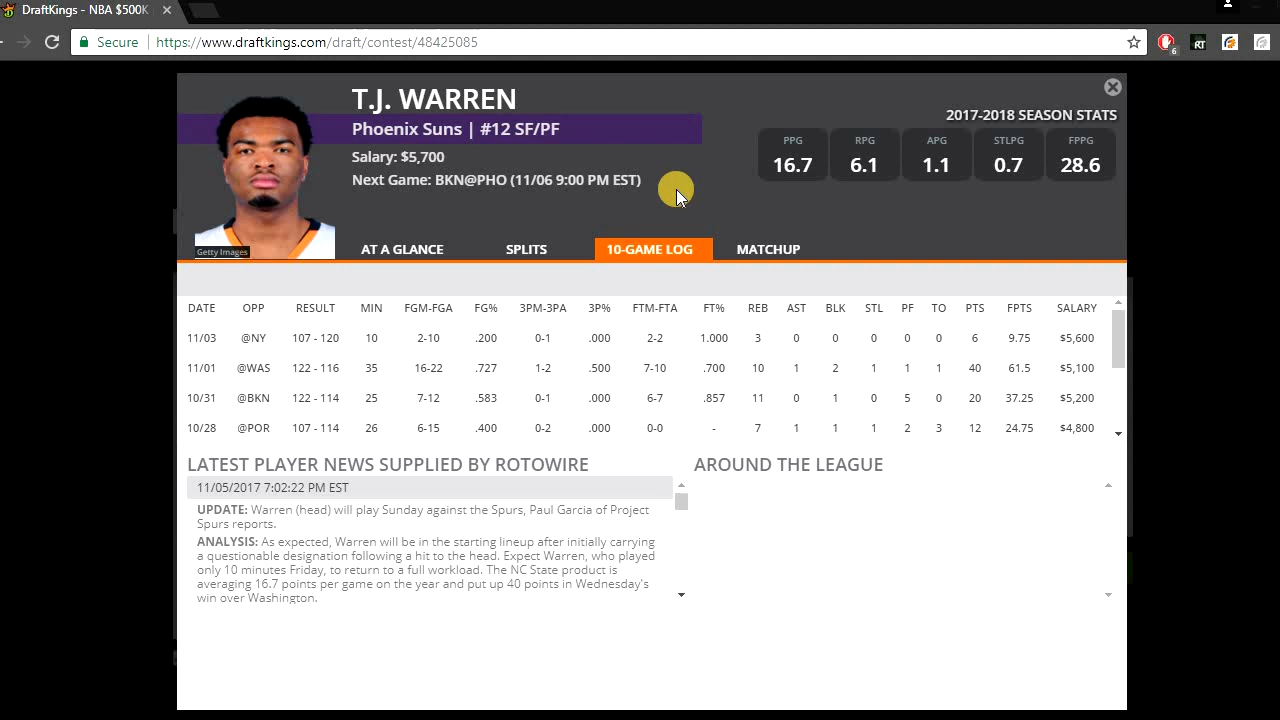 DraftKings - NBA $500K
Secure
https://www.draftkings.com/draft/contest/48425085
6
RT
T.J. WARREN
Phoenix Suns | #12 SF/PF
Salary: $5,700
Next Game: BKN@PHO (11/06 9:00 PM EST)
2017-2018 SEASON STATS
PPG RPG APG STLPG FPPG
16.7 6.1 1.1 0.7 28.6
Getty Images
AT A GLANCE SPLITS 10-GAME LOG MATCHUP
DATE OPP RESULT MIN FGM-FGA FG% 3PM-3PA 3P% FTM-FTA FT% REB AST BLK STL PF TO PTS FPTS SALARY
11/03 @NY 107 - 120 10 2-10 .200 0-1 .000 2-2 1.000 3 0 0 0 0 0 6 9.75 $5,600
11/01 @WAS 122 - 116 35 16-22 .727 1-2 .500 7-10 .700 10 1 2 1 1 1 40 61.5 $5,100
10/31 @BKN 122 - 114 25 7-12 .583 0-1 .000 6-7 .857 11 0 1 0 5 0 20 37.25 $5,200
10/28 @POR 107 - 114 26 6-15 .400 0-2 .000 0-0 - 7 1 1 1 2 3 12 24.75 $4,800
LATEST PLAYER NEWS SUPPLIED BY ROTOWIRE
11/05/2017 7:02:22 PM EST
UPDATE: Warren (head) will play Sunday against the Spurs, Paul Garcia of Project
Spurs reports.
ANALYSIS: As expected, Warren will be in the starting lineup after initially carrying
a questionable designation following a hit to the head. Expect Warren, who played
only 10 minutes Friday, to return to a full workload. The NC State product is
averaging 16.7 points per game on the year and put up 40 points in Wednesday's
win over Washington.
AROUND THE LEAGUE